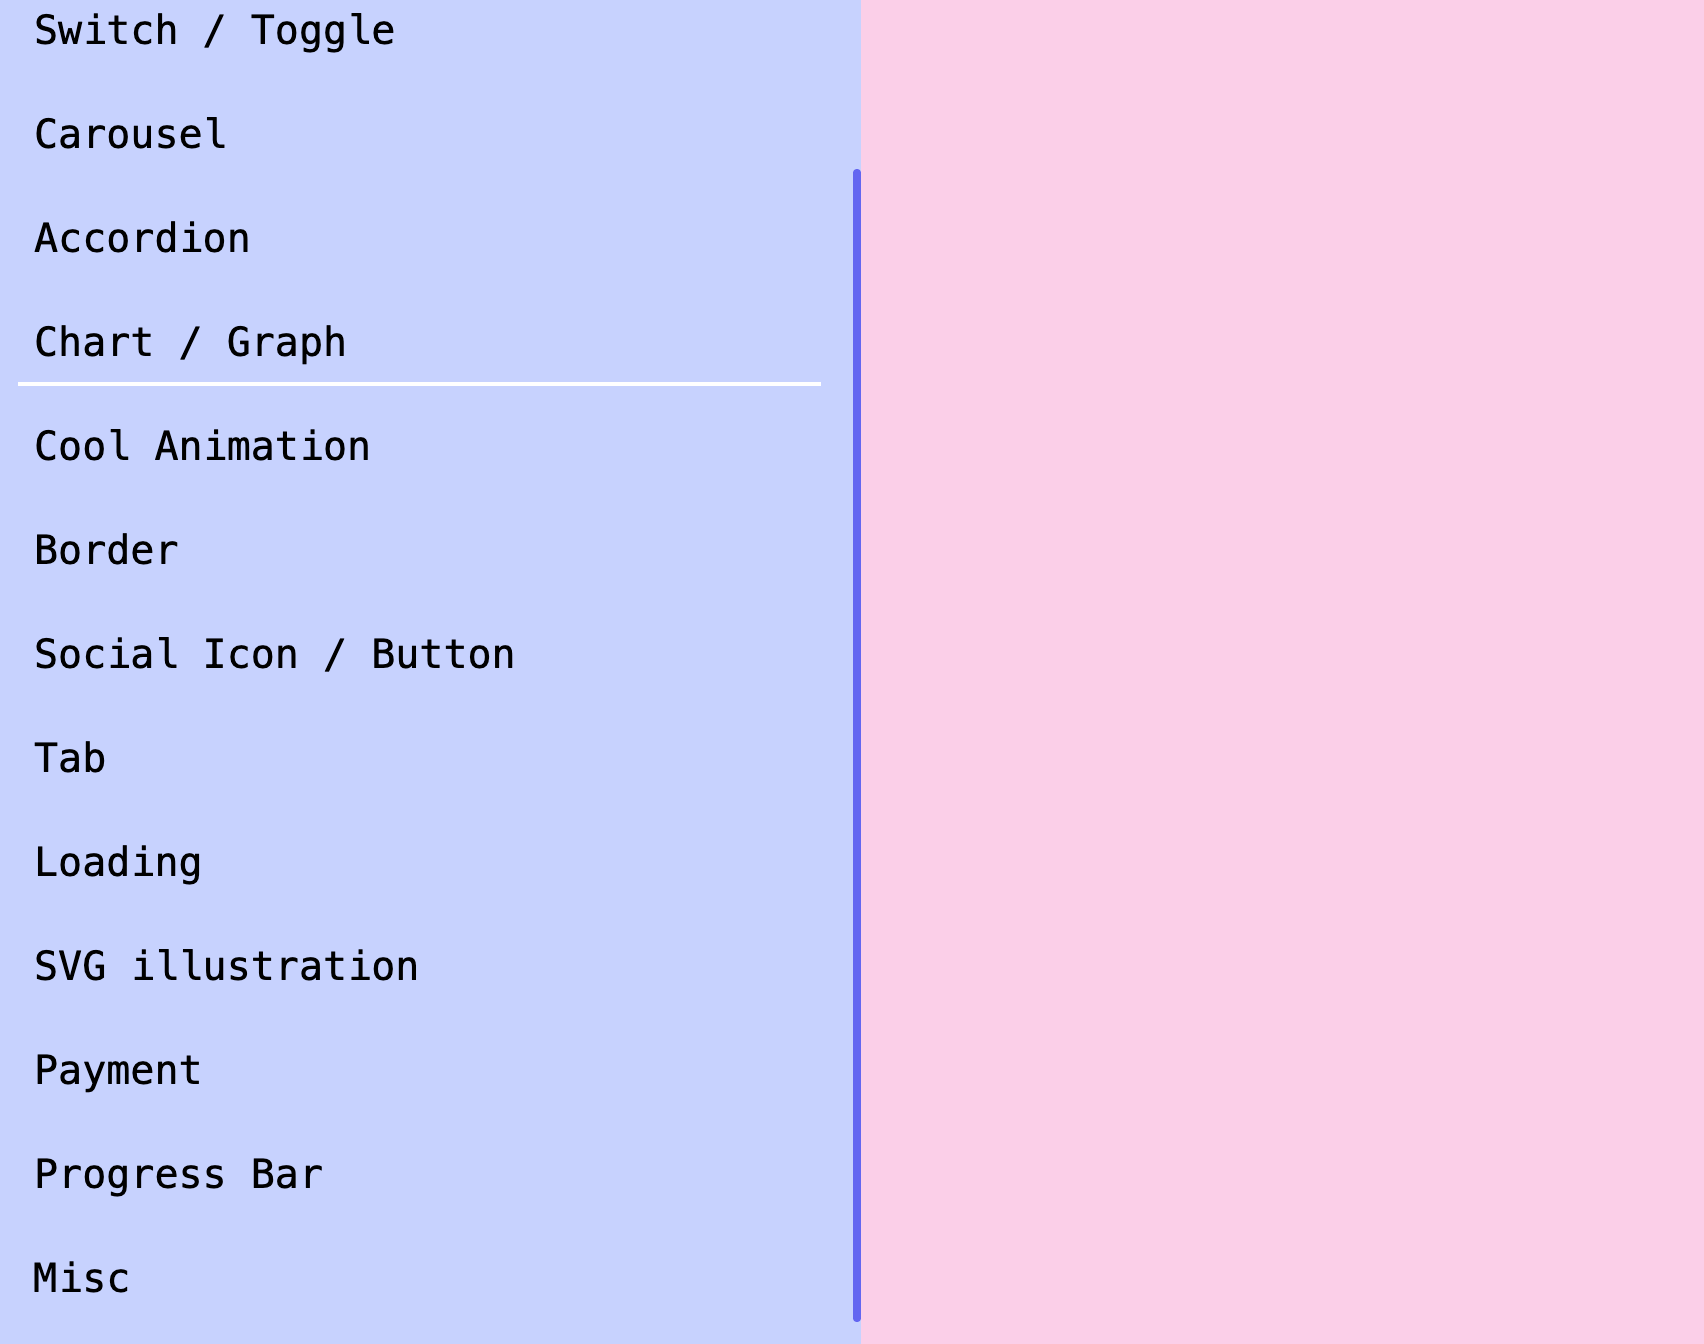 Switch / Toggle
Carousel
Accordion
Chart / Graph
Cool Animation
Border
Social Icon / Button
Tab
Loading
SVG illustration
Payment
Progress Bar
Misc